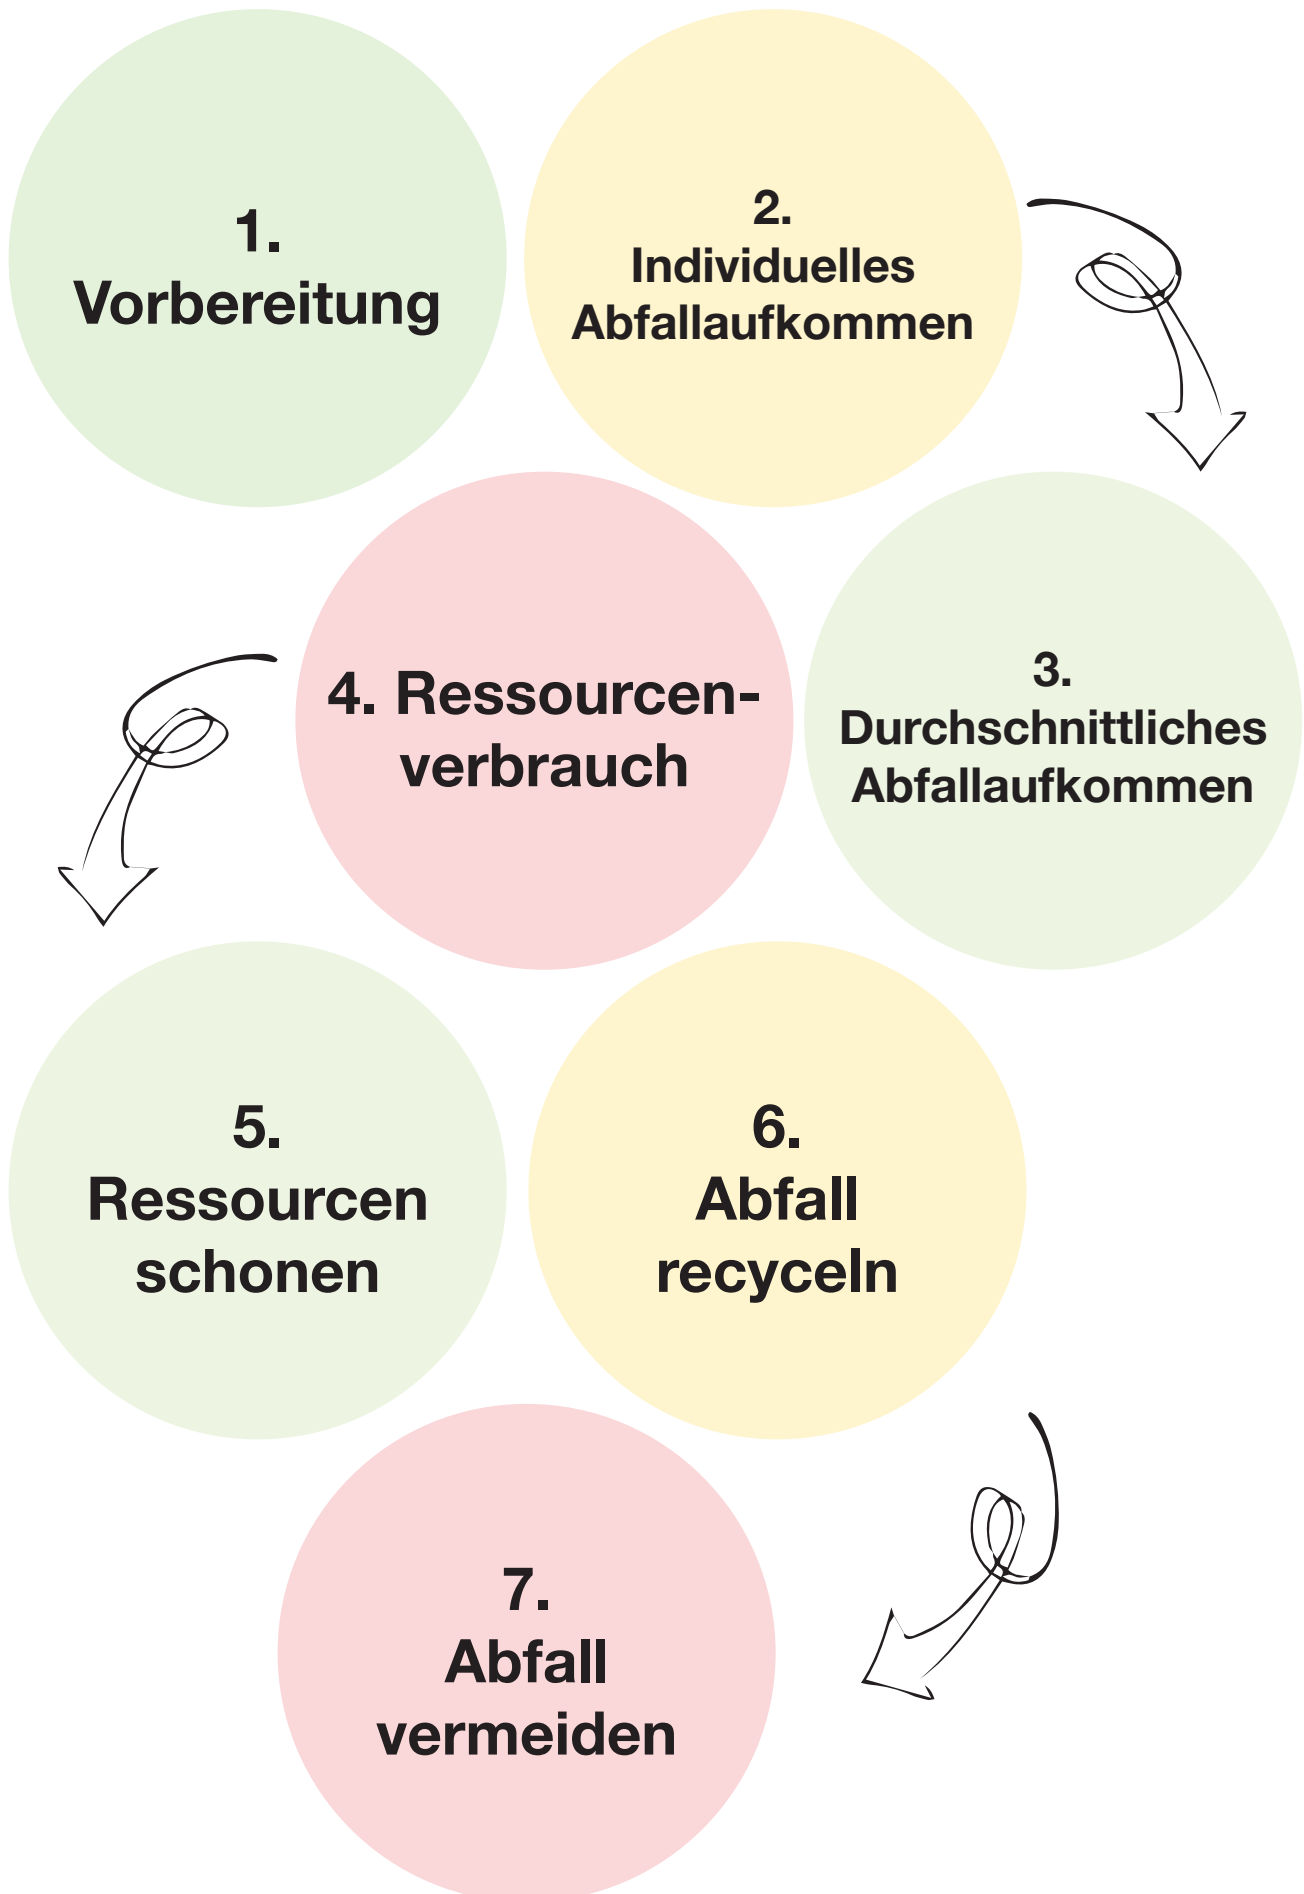 1.
Vorbereitung
2.
Individuelles
Abfallaufkommen
3.
Durchschnittliches
Abfallaufkommen
4. Ressourcen-
verbrauch
5.
Ressourcen
schonen
6.
Abfall
recyceln
7.
Abfall
vermeiden